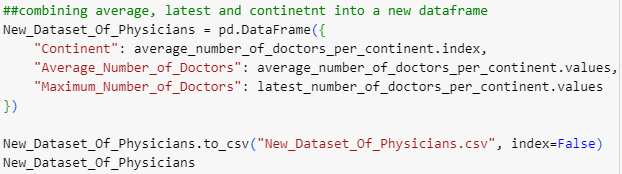 ##combining average, latest and continetnt into a new dataframe
New_Dataset_Of_Physicians = pd.DataFrame({
    "Continent": average_number_of_doctors_per_continent.index,
    "Average_Number_of_Doctors": average_number_of_doctors_per_continent.values,
    "Maximum_Number_of_Doctors": latest_number_of_doctors_per_continent.values
})
New_Dataset_Of_Physicians.to_csv("New_Dataset_Of_Physicians.csv", index=False)
New_Dataset_Of_Physicians